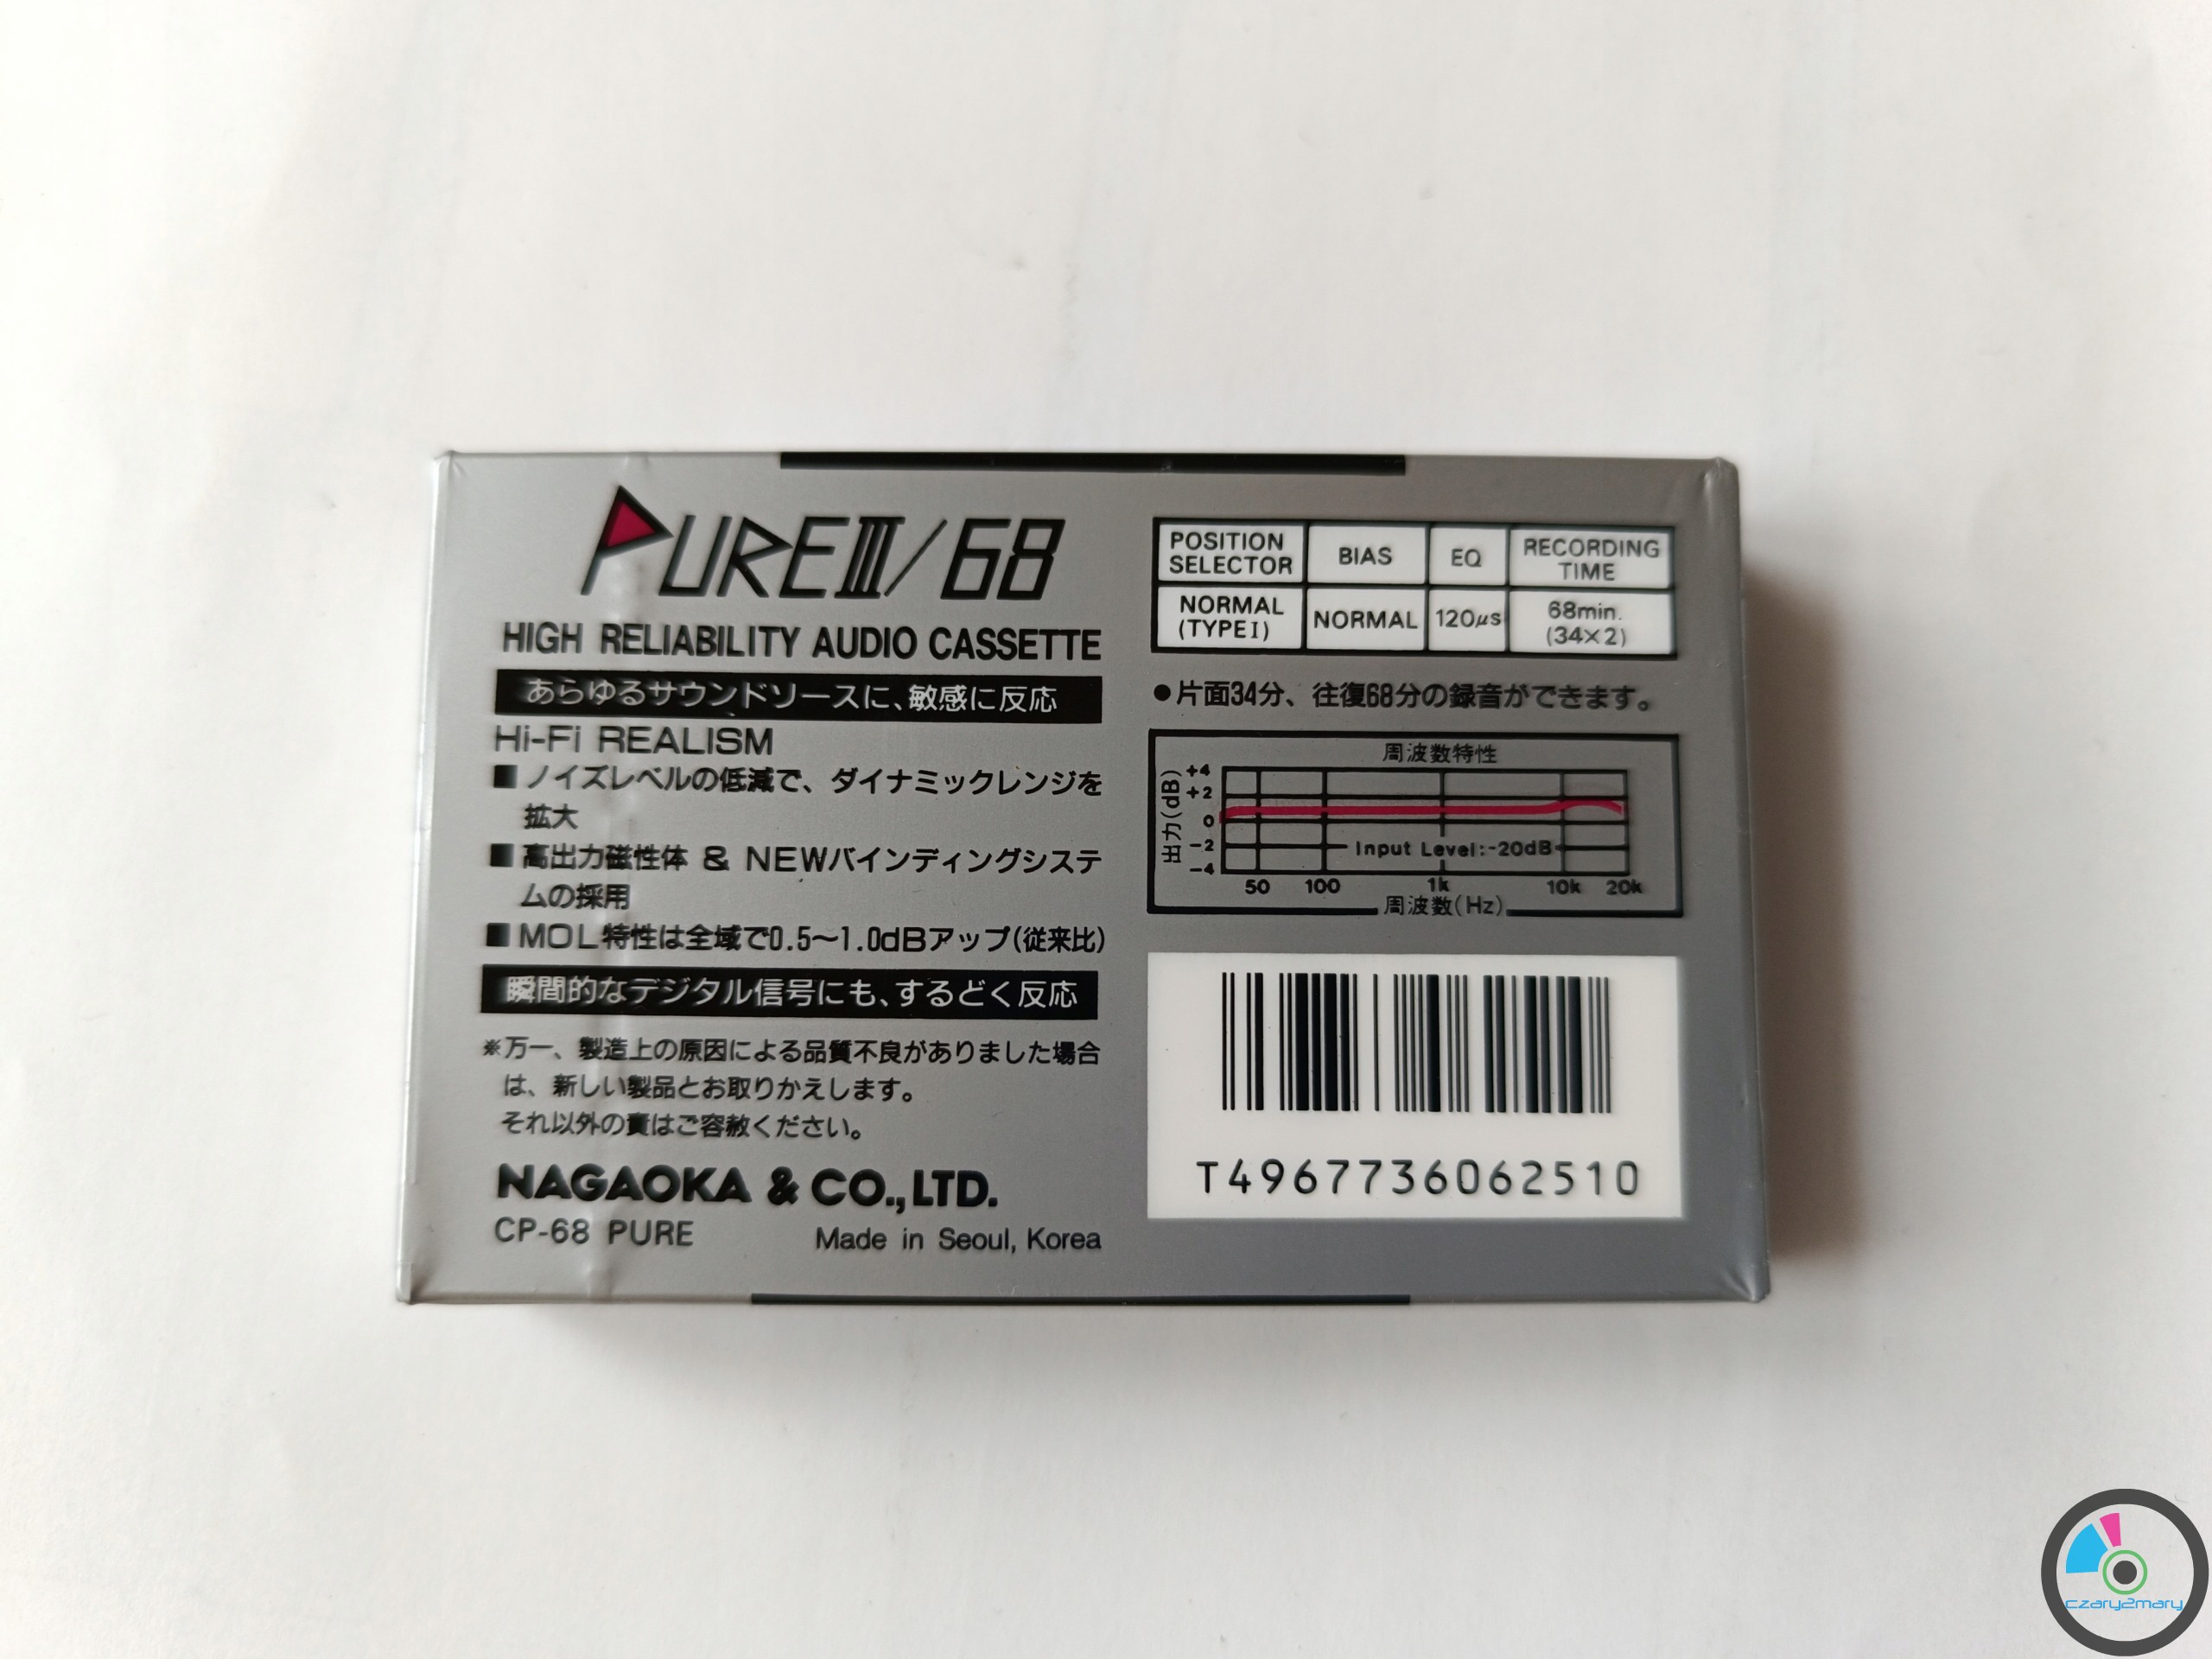 PUREⅢ/68
HIGH RELIABILITY AUDIO CASSETTE
あらゆるサウンドソースに、敏感に反応
Hi-Fi REALISM
■ノイズレベルの低減で、ダイナミックレンジを
拡大
■高出力磁性体 & NEWバインディングシステ
ムの採用
■MOL特性は全域で0.5〜1.0dBアップ(従来比)
瞬間的なデジタル信号にも、するどく反応
※万一、製造上の原因による品質不良がありました場合
は、新しい製品とお取りかえします。
それ以外の責はご容赦ください。
NAGAOKA & CO.,LTD.
CP-68 PURE Made in Seoul, Korea
POSITION SELECTOR BIAS EQ RECORDING TIME
NORMAL (TYPEⅠ) NORMAL 120μs 68min. (34×2)
●片面34分、往復68分の録音ができます。
周波数特性
出力(dB)
+4
+2
0
-2
-4
Input Level:-20dB
50 100 1k 10k 20k
周波数(Hz)
T4967736062510
czary2mary